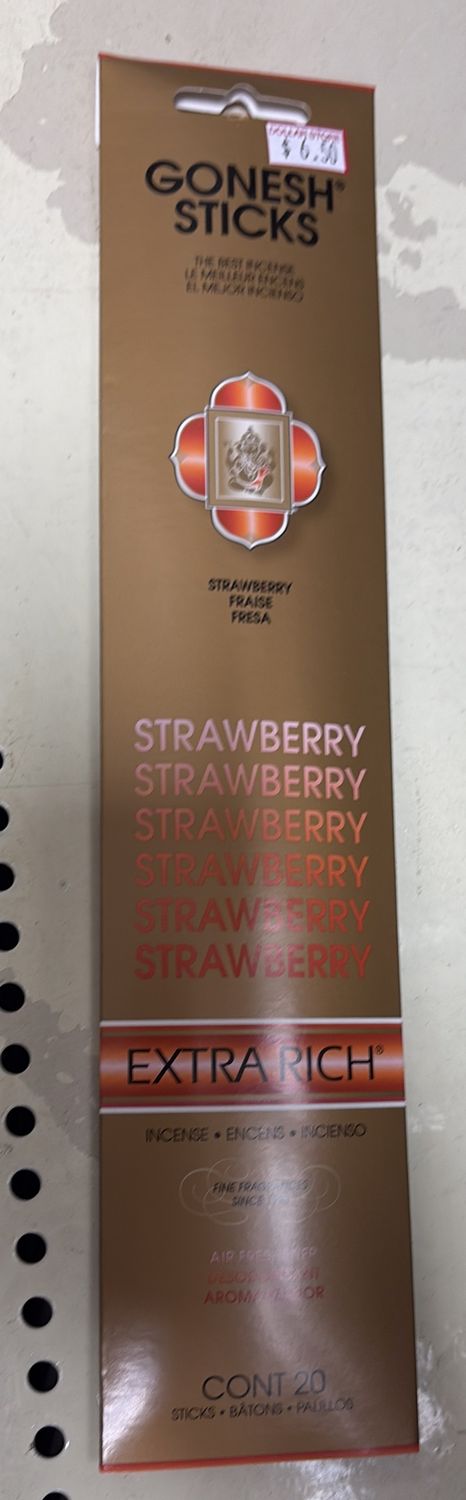 DOLLAR STORE
$ 6.50
GONESH®
STICKS
THE BEST INCENSE
LE MEILLEUR ENCENS
EL MEJOR INCIENSO
STRAWBERRY
FRAISE
FRESA
STRAWBERRY
STRAWBERRY
STRAWBERRY
STRAWBERRY
STRAWBERRY
STRAWBERRY
EXTRA RICH®
INCENSE • ENCENS • INCIENSO
FINE FRAGRANCES
SINCE
AIR FRESHENER
AROMATIZADOR
CONT 20
STICKS • BÂTONS • PALILLOS